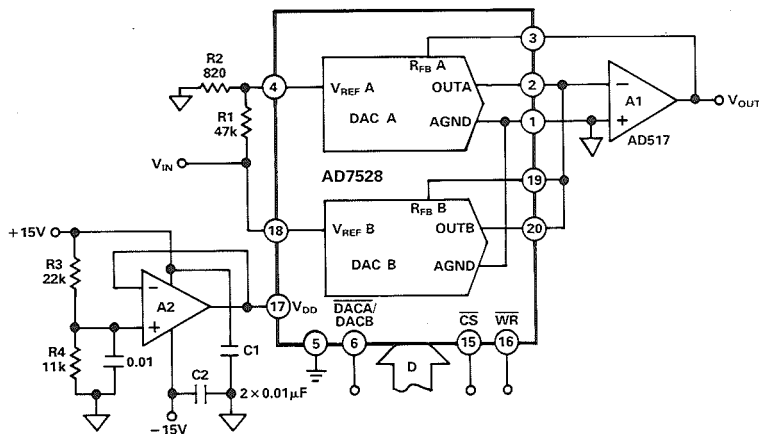 R2
820
4
R1
47k
VIN
VREF A
RFB A
OUTA
DAC A
AGND
3
2
1
A1
AD517
VOUT
AD7528
18
VREF B
RFB B
OUTB
DAC B
AGND
19
20
+15V
R3
22k
A2
R4
11k
0.01
C1
C2
2 × 0.01µF
−15V
17
VDD
DACA/
DACB
CS
WR
5
6
D
15
16